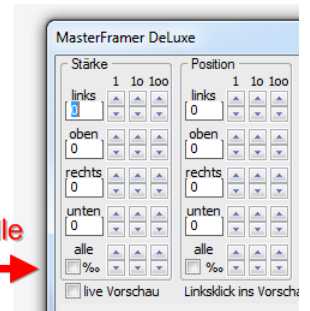 MasterFramer DeLuxe
Stärke Position
1 1o 1oo 1 1o 1oo
links links
0 0
oben oben
0 0
rechts rechts
0 0
unten unten
0 0
lle alle alle
‰ ‰
live Vorschau Linksklick ins Vorscha